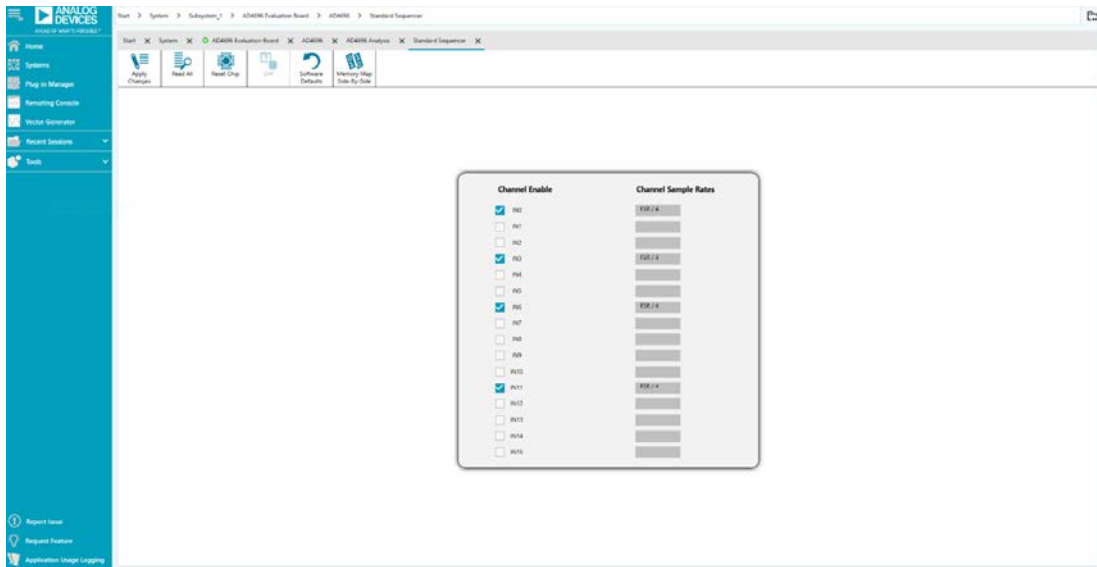 ANALOG
DEVICES
AHEAD OF WHAT'S POSSIBLE™
Start > System > Subsystem_1 > AD4696 Evaluation Board > AD4696 > Standard Sequencer
Start System AD4696 Evaluation Board AD4696 AD4696 Analysis Standard Sequencer
Home
Systems
Plug-in Manager
Remoting Console
Vector Generator
Recent Sessions
Tools
Apply
Changes
Read All
Reset Chip
Software
Defaults
Memory Map
Side-By-Side
Channel Enable Channel Sample Rates
IN0 FSR / 4
IN1
IN2
IN3 FSR / 4
IN4
IN5
IN6 FSR / 4
IN7
IN8
IN9
IN10
IN11 FSR / 4
IN12
IN13
IN14
IN15
Report Issue
Request Feature
Application Usage Logging